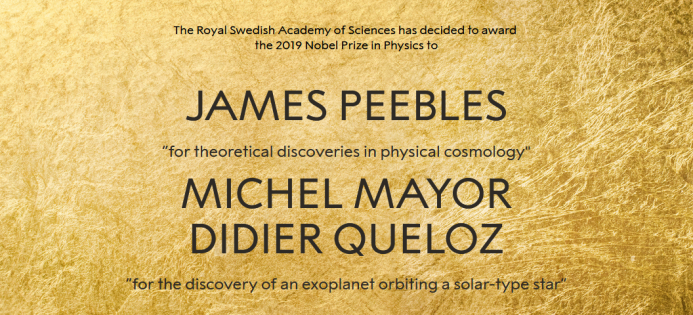 The Royal Swedish Academy of Sciences has decided to award
the 2019 Nobel Prize in Physics to
JAMES PEEBLES
“for theoretical discoveries in physical cosmology”
MICHEL MAYOR
DIDIER QUELOZ
“for the discovery of an exoplanet orbiting a solar-type star”